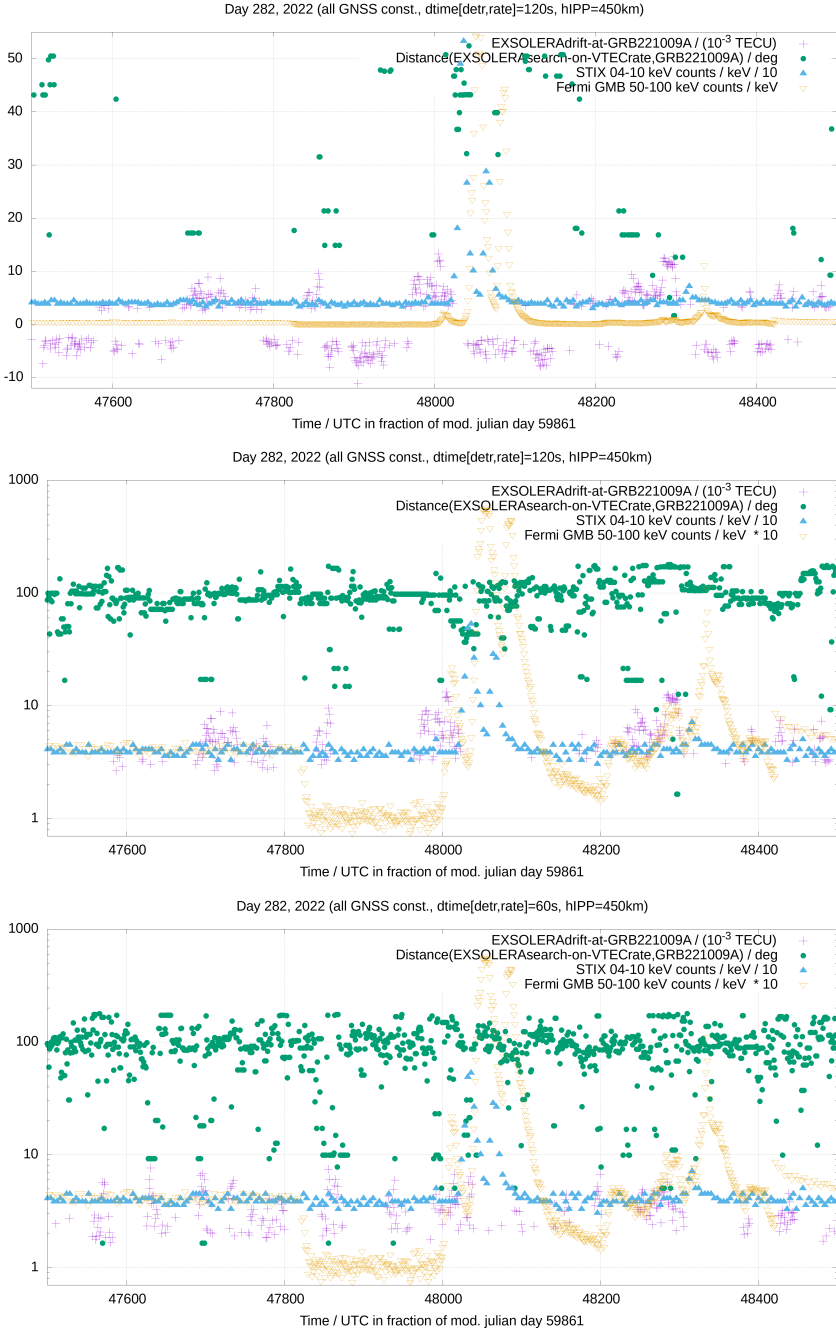 Day 282, 2022 (all GNSS const., dtime[detr,rate]=120s, hIPP=450km)
EXSOLERAdrift-at-GRB221009A / (10-3 TECU)
Distance(EXSOLERAsearch-on-VTECrate,GRB221009A) / deg
STIX 04-10 keV counts / keV / 10
Fermi GMB 50-100 keV counts / keV
50
40
30
20
10
0
-10
47600 47800 48000 48200 48400
Time / UTC in fraction of mod. julian day 59861
Day 282, 2022 (all GNSS const., dtime[detr,rate]=120s, hIPP=450km)
EXSOLERAdrift-at-GRB221009A / (10-3 TECU)
Distance(EXSOLERAsearch-on-VTECrate,GRB221009A) / deg
STIX 04-10 keV counts / keV / 10
Fermi GMB 50-100 keV counts / keV * 10
1000
100
10
1
47600 47800 48000 48200 48400
Time / UTC in fraction of mod. julian day 59861
Day 282, 2022 (all GNSS const., dtime[detr,rate]=60s, hIPP=450km)
EXSOLERAdrift-at-GRB221009A / (10-3 TECU)
Distance(EXSOLERAsearch-on-VTECrate,GRB221009A) / deg
STIX 04-10 keV counts / keV / 10
Fermi GMB 50-100 keV counts / keV * 10
1000
100
10
1
47600 47800 48000 48200 48400
Time / UTC in fraction of mod. julian day 59861